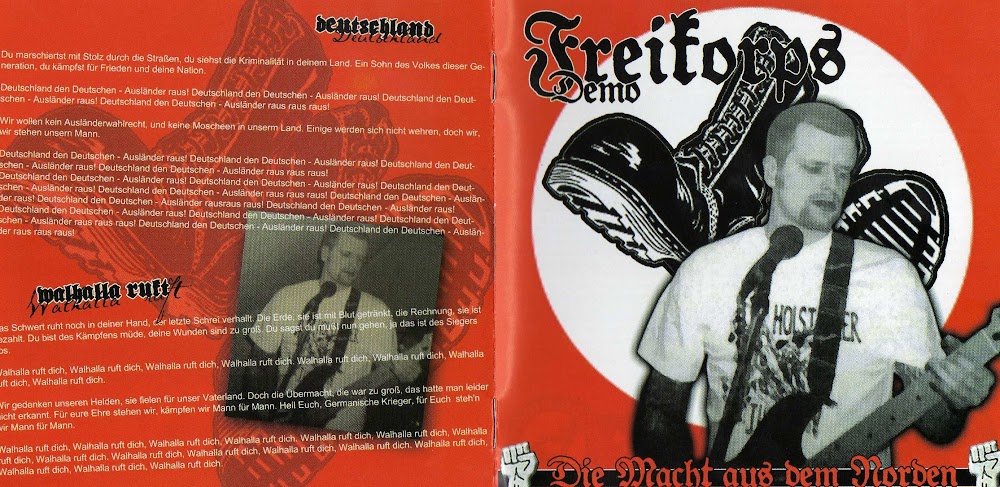 deutschland
Deutschland
Du marschiertst mit Stolz durch die Straßen, du siehst die Kriminalität in deinem Land. Ein Sohn des Volkes dieser Ge-
neration, du kämpfst für Frieden und deine Nation.
Deutschland den Deutschen - Ausländer raus! Deutschland den Deutschen - Ausländer raus! Deutschland den Deut-
schen - Ausländer raus! Deutschland den Deutschen - Ausländer raus raus raus!
Wir wollen kein Ausländerwahlrecht, und keine Moscheen in unserm Land. Einige werden sich nicht wehren, doch wir,
wir stehen unsern Mann.
Deutschland den Deutschen - Ausländer raus! Deutschland den Deutschen - Ausländer raus! Deutschland den Deut-
schen - Ausländer raus! Deutschland den Deutschen - Ausländer raus raus raus!
Deutschland den Deutschen - Ausländer raus! Deutschland den Deutschen - Ausländer raus! Deutschland den Deut-
schen - Ausländer raus! Deutschland den Deutschen - Ausländer raus raus raus! Deutschland den Deutschen - Auslän-
der raus! Deutschland den Deutschen - Ausländer rausraus raus! Deutschland den Deutschen - Ausländer raus!
Deutschland den Deutschen - Ausländer raus! Deutschland den Deutschen - Ausländer raus! Deutschland den Deut-
schen - Ausländer raus raus raus! Deutschland den Deutschen - Ausländer raus! Deutschland den Deutschen - Auslän-
der raus raus raus!
walhalla ruft
Walhalla ruft
as Schwert ruht noch in deiner Hand, der letzte Schrei verhallt. Die Erde, sie ist mit Blut getränkt, die Rechnung, sie ist
ezahlt. Du bist des Kämpfens müde, deine Wunden sind zu groß. Du sagst du mußt nun gehen, ja das ist des Siegers
os.
Walhalla ruft dich, Walhalla ruft dich, Walhalla ruft dich, Walhalla ruft dich. Walhalla ruft dich, Walhalla ruft dich, Walhalla
uft dich, Walhalla ruft dich.
Wir gedenken unseren Helden, sie fielen für unser Vaterland. Doch die Übermacht, die war zu groß, das hatte man leider
nicht erkannt. Für eure Ehre stehen wir, kämpfen wir Mann für Mann. Heil Euch, Germanische Krieger, für Euch steh'n
wir Mann für Mann.
Walhalla ruft dich, Walhalla ruft dich, Walhalla ruft dich, Walhalla ruft dich. Walhalla ruft dich, Walhalla ruft dich, Walhalla
ruft dich, Walhalla ruft dich. Walhalla ruft dich, Walhalla ruft dich, Walhalla ruft dich, Walhalla ruft dich. Walhalla ruft dich,
Walhalla ruft dich, Walhalla ruft dich, Walhalla ruft dich.
Freikorps
Demo
Die Macht aus dem Norden